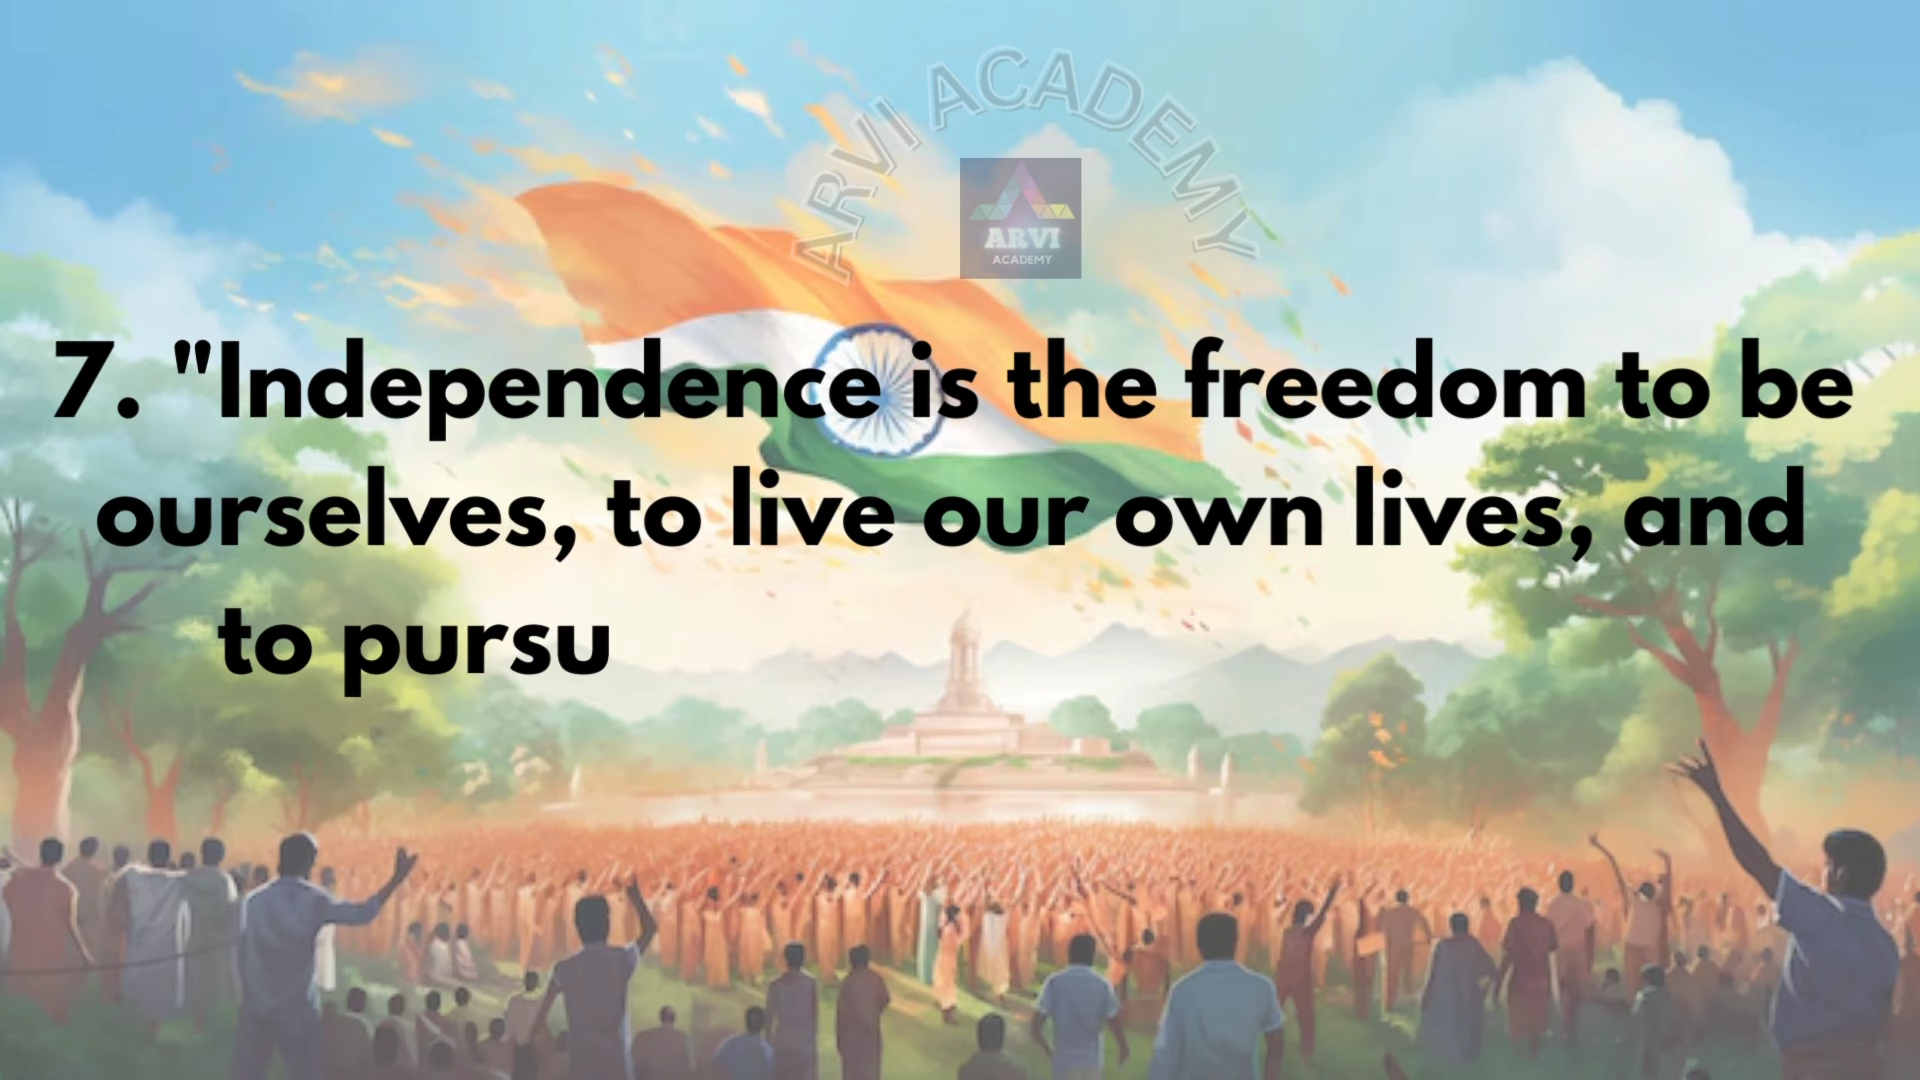 ARVI ACADEMY
ARVI
ACADEMY
7. "Independence is the freedom to be
ourselves, to live our own lives, and
to pursu